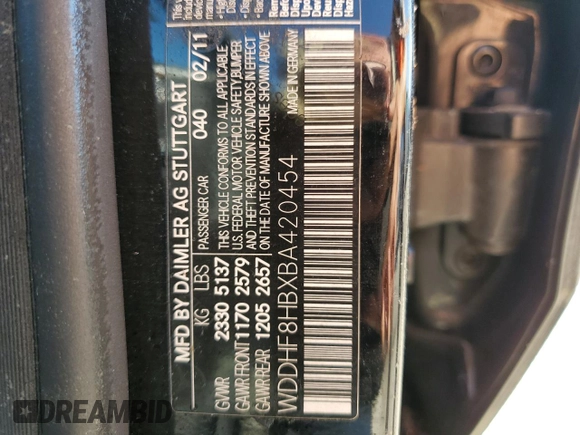 MFD BY DAIMLER AG STUTTGART
PASSENGER CAR 040 02/11
KG LBS
GVWR 2330 5137
GAWR FRONT 1170 2579
GAWR REAR 1205 2657
THIS VEHICLE CONFORMS TO ALL APPLICABLE
U.S. FEDERAL MOTOR VEHICLE SAFETY, BUMPER
AND THEFT PREVENTION STANDARDS IN EFFECT
ON THE DATE OF MANUFACTURE SHOWN ABOVE
WDDHF8HBXBA420454
MADE IN GERMANY
DREAMBID